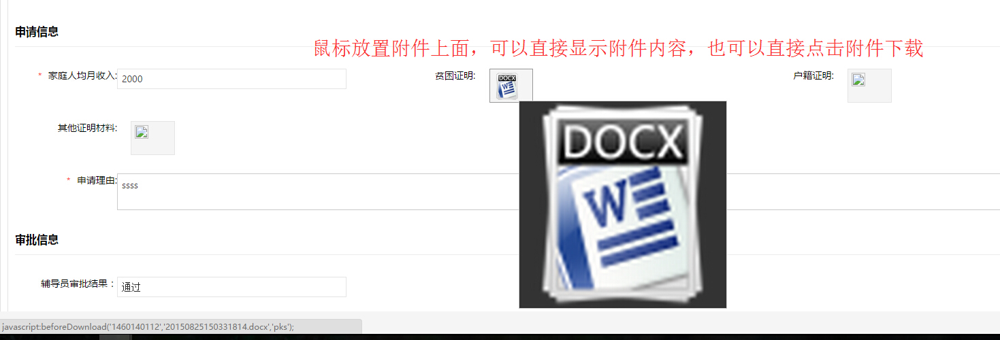 申请信息
鼠标放置附件上面，可以直接显示附件内容，也可以直接点击附件下载
* 家庭人均月收入: 2000 贫困证明: DOCX W 户籍证明:
其他证明材料:
DOCX
W
* 申请理由: ssss
审批信息
辅导员审批结果： 通过
javascript:beforeDownload('1460140112','20150825150331814.docx','pks');